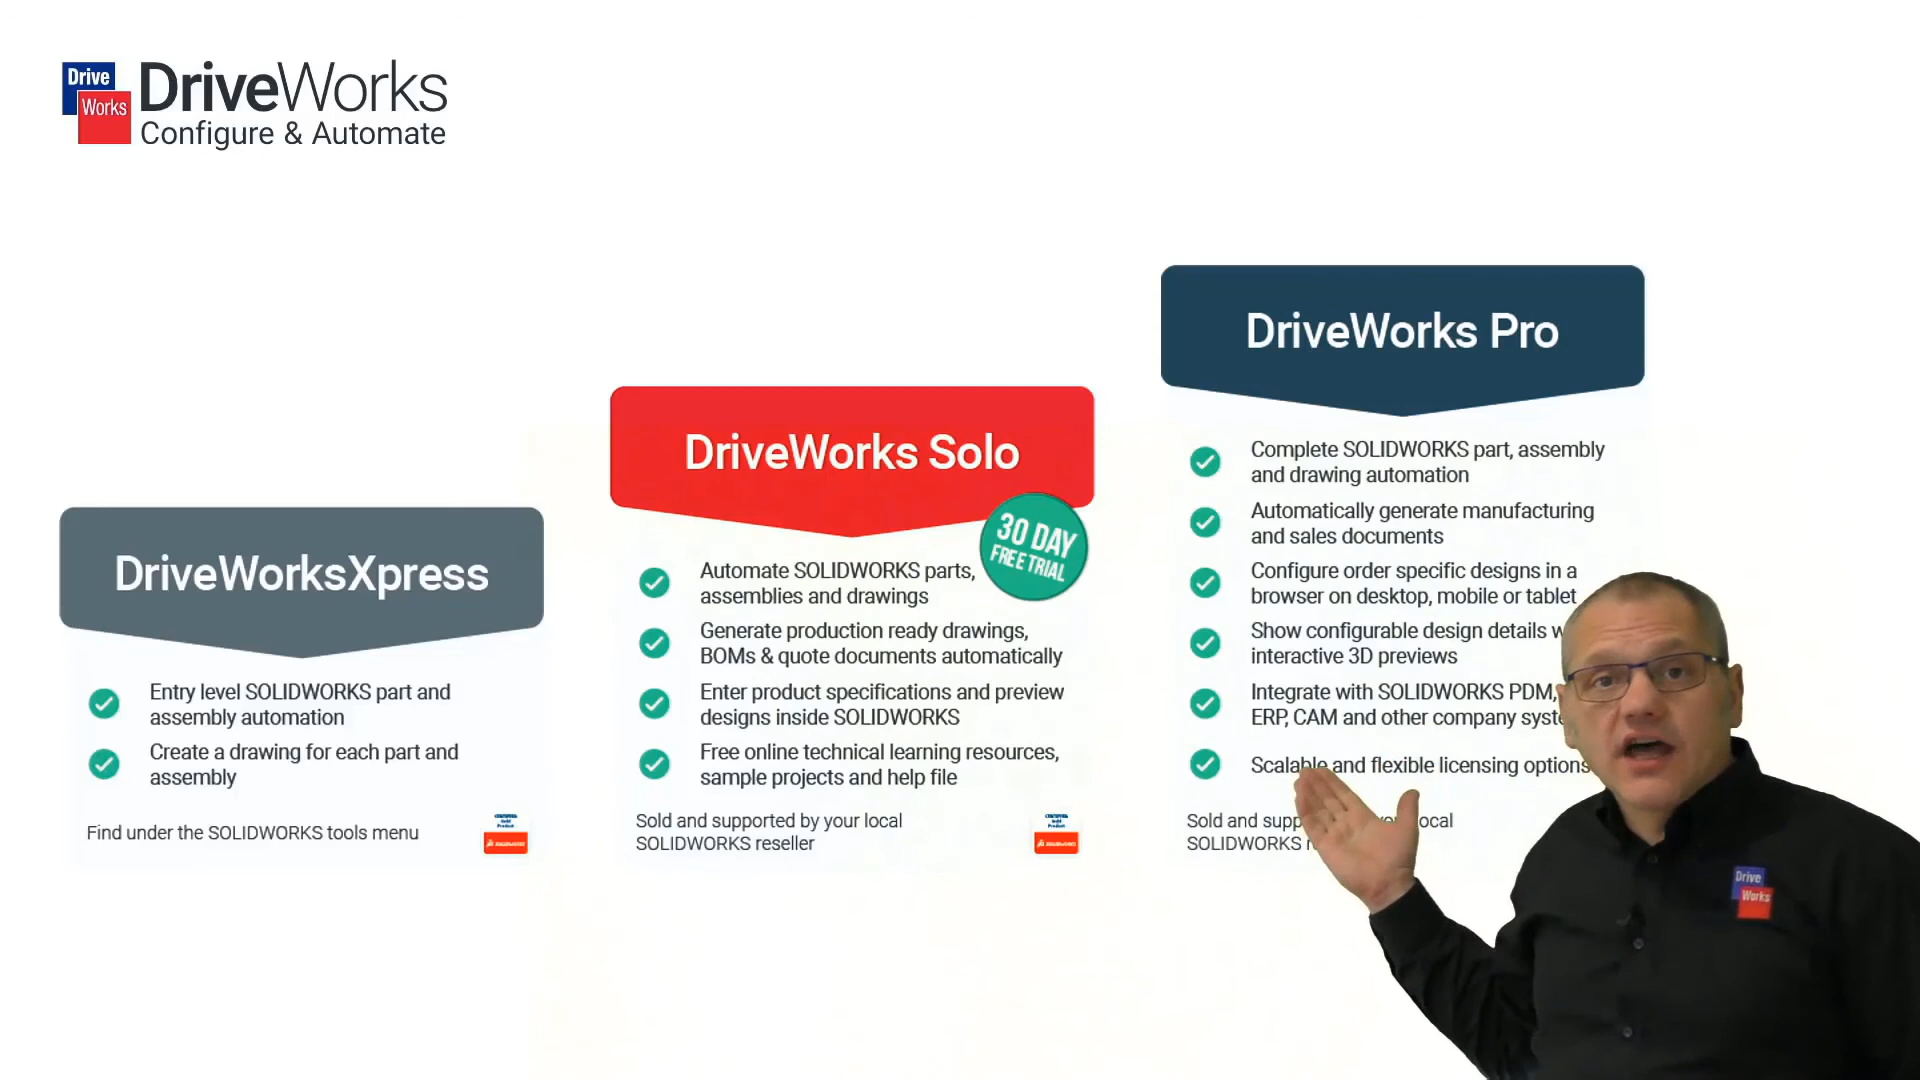 Drive
Works
DriveWorks
Configure & Automate
DriveWorksXpress
Entry level SOLIDWORKS part and
assembly automation
Create a drawing for each part and
assembly
Find under the SOLIDWORKS tools menu
SOLIDWORKS
DriveWorks Solo
30 DAY
FREE TRIAL
Automate SOLIDWORKS parts,
assemblies and drawings
Generate production ready drawings,
BOMs & quote documents automatically
Enter product specifications and preview
designs inside SOLIDWORKS
Free online technical learning resources,
sample projects and help file
Sold and supported by your local
SOLIDWORKS reseller
SOLIDWORKS
DriveWorks Pro
Complete SOLIDWORKS part, assembly
and drawing automation
Automatically generate manufacturing
and sales documents
Configure order specific designs in a
browser on desktop, mobile or tablet
Show configurable design details
interactive 3D previews
Integrate with SOLIDWORKS PDM,
ERP, CAM and other company
Scalable and flexible licensing options
Sold and local
SOLIDWORKS
Drive
Works